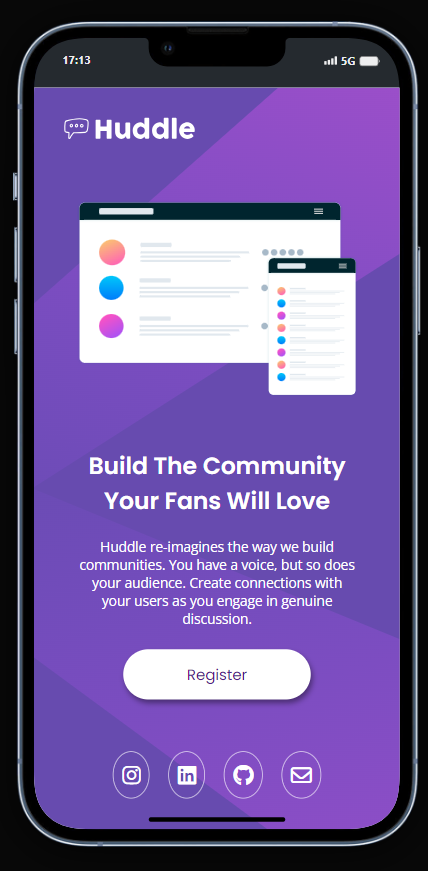 17:13
5G
Huddle
Build The Community
Your Fans Will Love
Huddle re-imagines the way we build
communities. You have a voice, but so does
your audience. Create connections with
your users as you engage in genuine
discussion.
Register
in